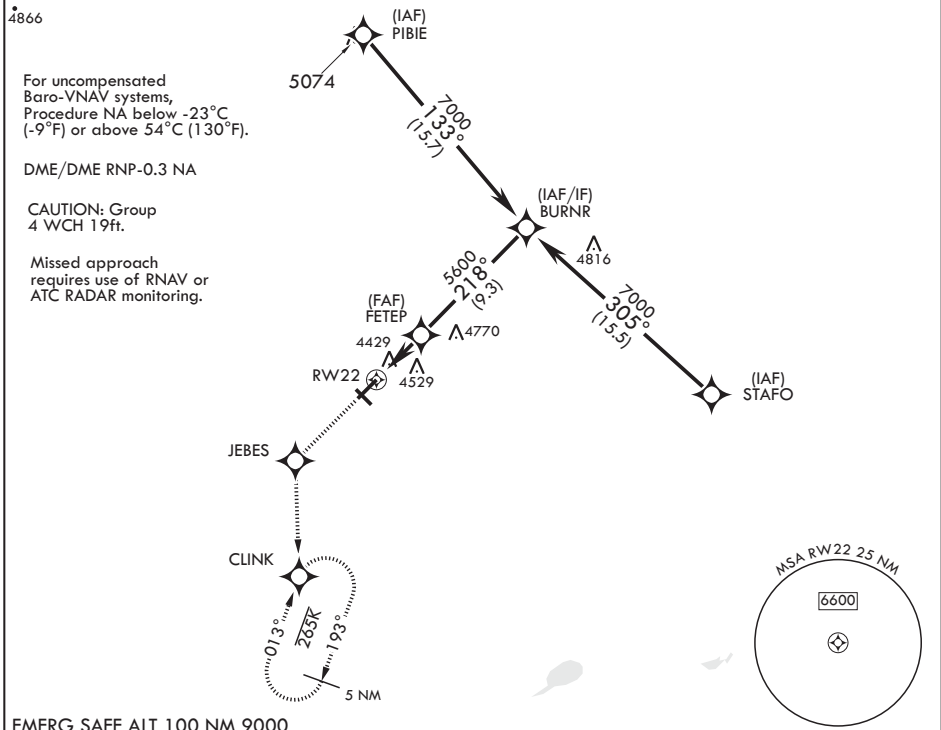 4866
(IAF)
PIBIE
5074
For uncompensated
Baro-VNAV systems,
Procedure NA below -23°C
(-9°F) or above 54°C (130°F).
DME/DME RNP-0.3 NA
CAUTION: Group
4 WCH 19ft.
Missed approach
requires use of RNAV or
ATC RADAR monitoring.
7000
133°
(15.7)
(IAF/IF)
BURNR
4816
5600
218°
(9.3)
7000
305°
(15.5)
(FAF)
FETEP
4770
4429
4529
RW22
(IAF)
STAFO
JEBES
CLINK
013°
265K
193°
5 NM
MSA RW22 25 NM
6600
EMERG SAFE ALT 100 NM 9000